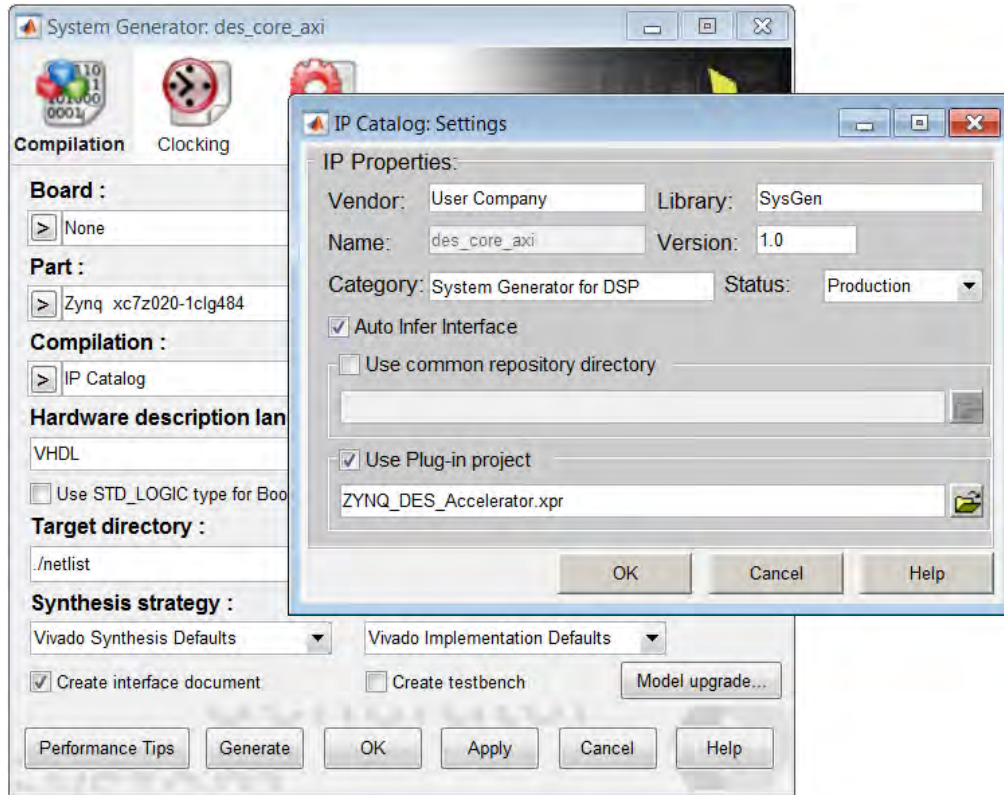 System Generator: des_core_axi
Compilation
Clocking
Board :
> None
Part :
> Zynq xc7z020-1clg484
Compilation :
> IP Catalog
Hardware description lan
VHDL
Use STD_LOGIC type for Boo
Target directory :
./netlist
Synthesis strategy :
Vivado Synthesis Defaults
Vivado Implementation Defaults
Create interface document
Create testbench
Model upgrade...
Performance Tips
Generate
OK
Apply
Cancel
Help
IP Catalog: Settings
IP Properties:
Vendor: User Company
Library: SysGen
Name: des_core_axi
Version: 1.0
Category: System Generator for DSP
Status: Production
Auto Infer Interface
Use common repository directory
Use Plug-in project
ZYNQ_DES_Accelerator.xpr
OK
Cancel
Help